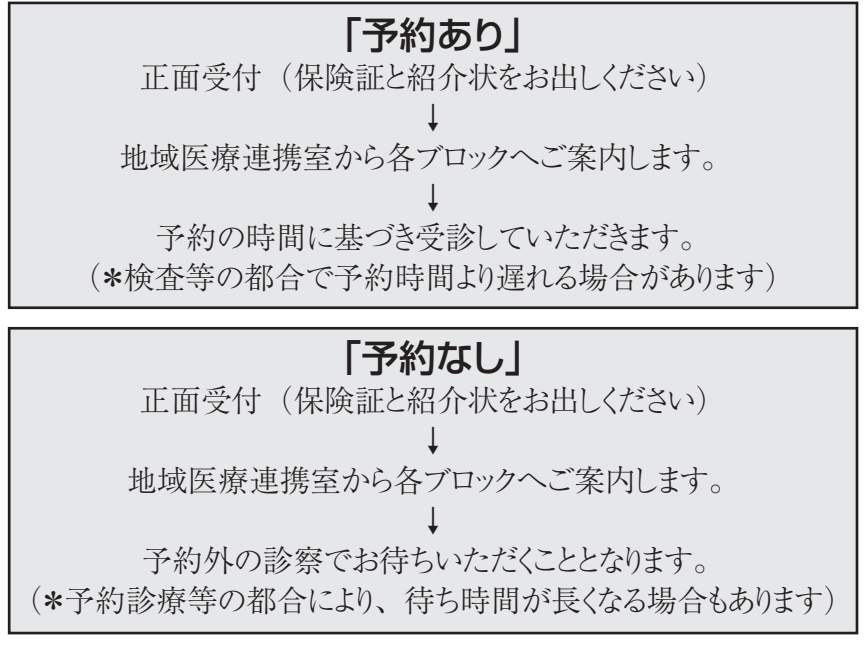 「予約あり」
正面受付（保険証と紹介状をお出しください）
↓
地域医療連携室から各ブロックへご案内します。
↓
予約の時間に基づき受診していただきます。
（＊検査等の都合で予約時間より遅れる場合があります）
「予約なし」
正面受付（保険証と紹介状をお出しください）
↓
地域医療連携室から各ブロックへご案内します。
↓
予約外の診察でお待ちいただくこととなります。
（＊予約診療等の都合により、待ち時間が長くなる場合もあります）